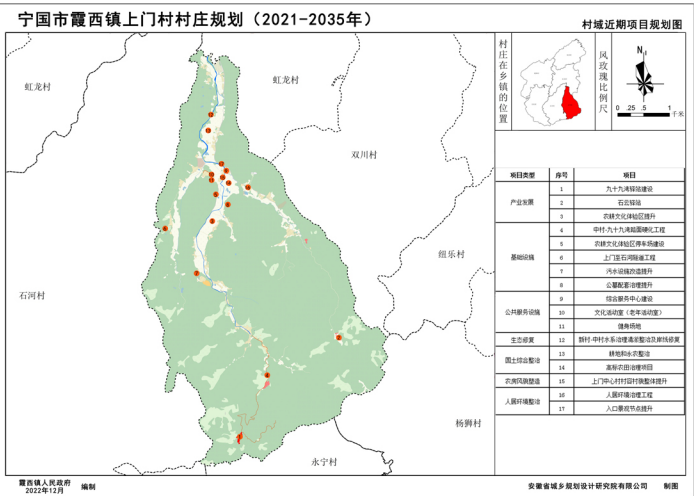 宁国市霞西镇上门村村庄规划（2021-2035年）
村域近期项目规划图
虹龙村
虹龙村
双川村
纽乐村
石河村
杨狮村
永宁村
村庄在乡镇的位置
风玫瑰比例尺
N
0 .25 .5 1
千米
项目类型 序号 项目
产业发展
1 九十九湾驿站建设
2 石云驿站
3 农耕文化体验区提升
基础设施
4 中村-九十九湾路面硬化工程
5 农耕文化体验区停车场建设
6 上门至石河隧道工程
7 污水设施改造提升
8 公墓配套治理提升
公共服务设施
9 综合服务中心建设
10 文化活动室（老年活动室）
11 健身场地
生态修复
12 新村-中村水系治理清淤整治及岸线修复
国土综合整治
13 耕地和永农整治
14 高标农田治理项目
农房风貌塑造
15 上门中心村村容村貌整体提升
人居环境整治
16 人居环境治理工程
17 入口景观节点提升
霞西镇人民政府
2022年12月
编制
安徽省城乡规划设计研究院有限公司 制图